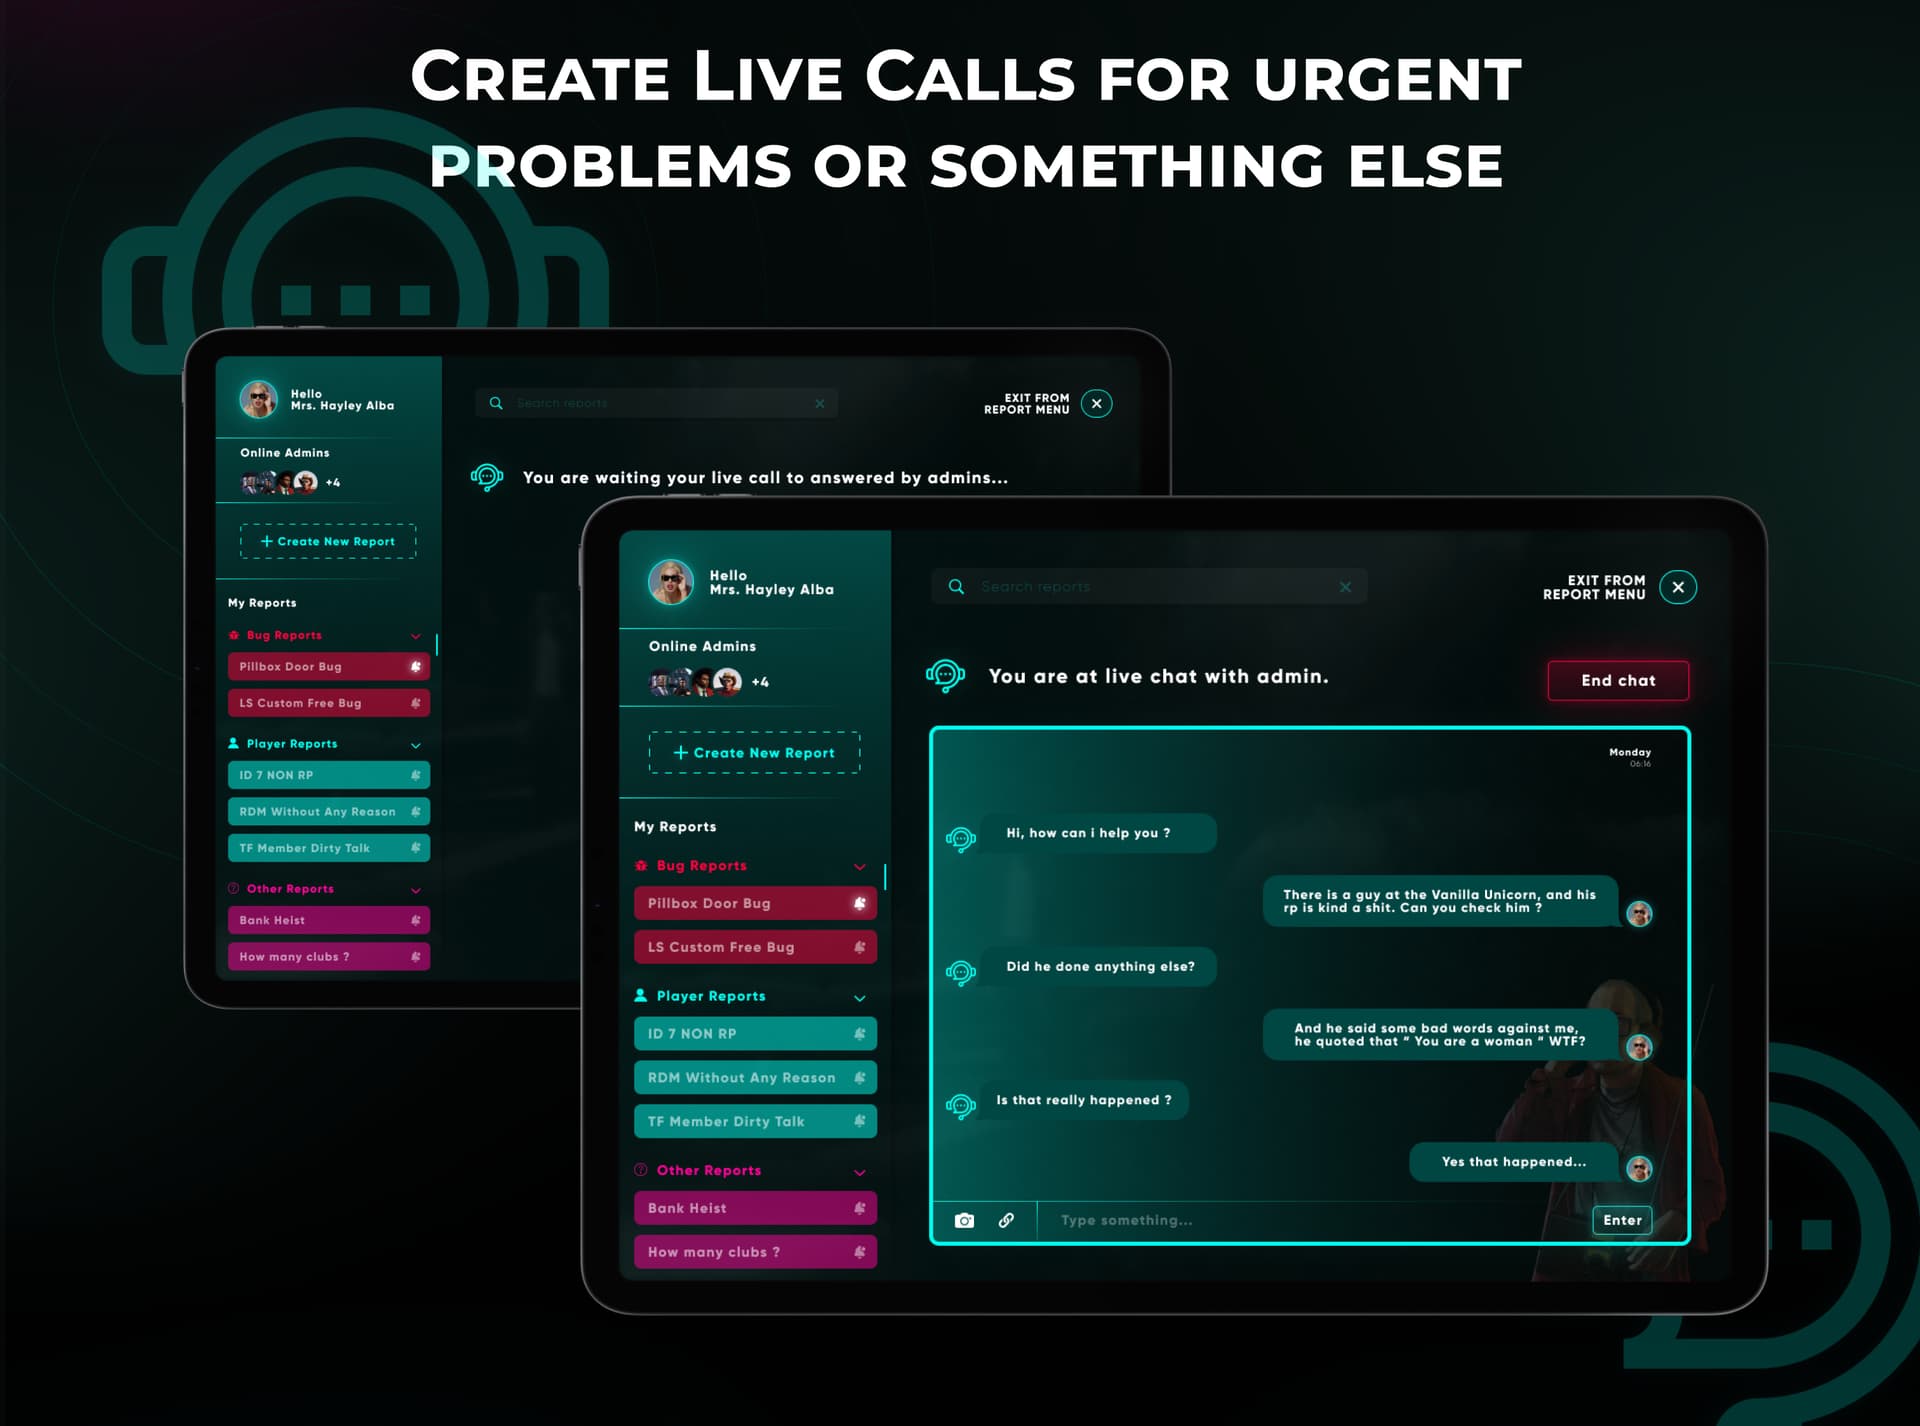 Create Live Calls for urgent
problems or something else
Hello
Mrs. Hayley Alba
Online Admins
+4
+ Create New Report
My Reports
Bug Reports
Pillbox Door Bug
LS Custom Free Bug
Player Reports
ID 7 NON RP
RDM Without Any Reason
TF Member Dirty Talk
Other Reports
Bank Heist
How many clubs ?
Search reports
EXIT FROM
REPORT MENU
You are waiting your live call to answered by admins...
Hello
Mrs. Hayley Alba
Online Admins
+4
+ Create New Report
My Reports
Bug Reports
Pillbox Door Bug
LS Custom Free Bug
Player Reports
ID 7 NON RP
RDM Without Any Reason
TF Member Dirty Talk
Other Reports
Bank Heist
How many clubs ?
Search reports
EXIT FROM
REPORT MENU
You are at live chat with admin.
End chat
Monday
06:16
Hi, how can i help you ?
There is a guy at the Vanilla Unicorn, and his
rp is kind a shit. Can you check him ?
Did he done anything else?
And he said some bad words against me,
he quoted that " You are a woman " WTF?
Is that really happened ?
Yes that happened...
Type something...
Enter